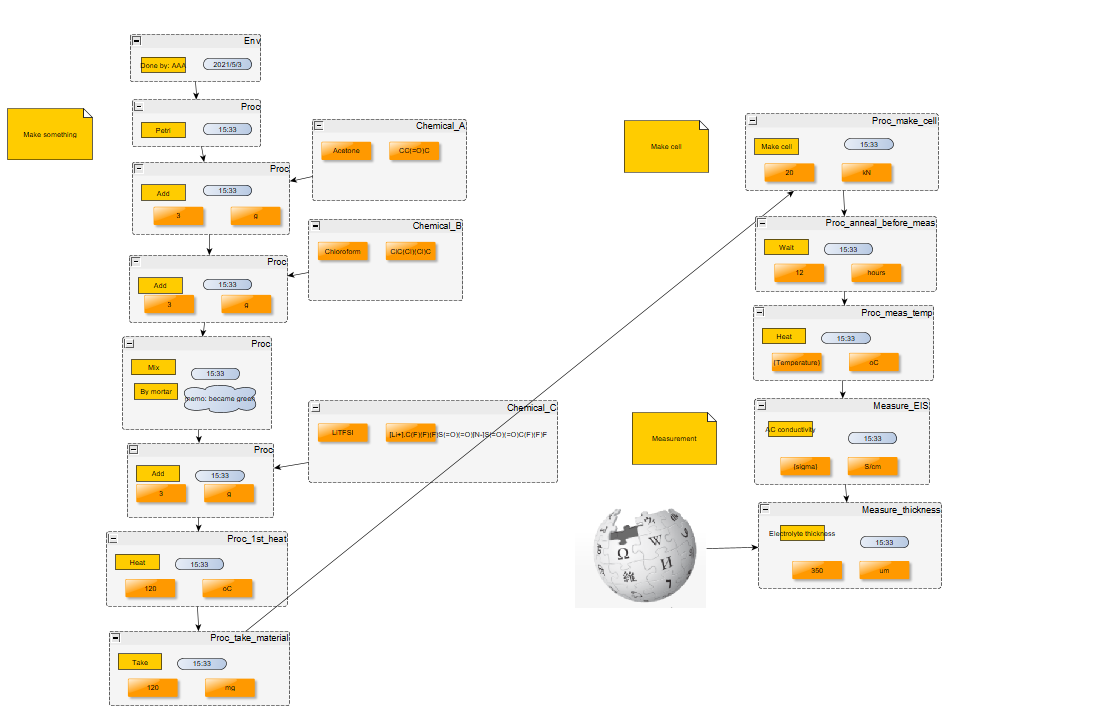 Env
Done by: AAA
2021/5/3
Make something
Proc
Petri
15:33
Chemical_A
Acetone
CC(=O)C
Proc
Add
15:33
3
g
Chemical_B
Chloroform
ClC(Cl)(Cl)C
Proc
Add
15:33
3
g
Proc
Mix
15:33
By mortar
memo: became green
Chemical_C
LiTFSI
[Li+].C(F)(F)(F)S(=O)(=O)[N-]S(=O)(=O)C(F)(F)F
Proc
Add
15:33
3
g
Proc_1st_heat
Heat
15:33
120
oC
Proc_take_material
Take
15:33
120
mg
Make cell
Proc_make_cell
Make cell
15:33
20
kN
Proc_anneal_before_meas
Wait
15:33
12
hours
Proc_meas_temp
Heat
15:33
{Temperature}
oC
Measurement
Measure_EIS
AC conductivity
15:33
{sigma}
S/cm
Measure_thickness
Electrolyte thickness
15:33
350
um
Ω
W
И
維